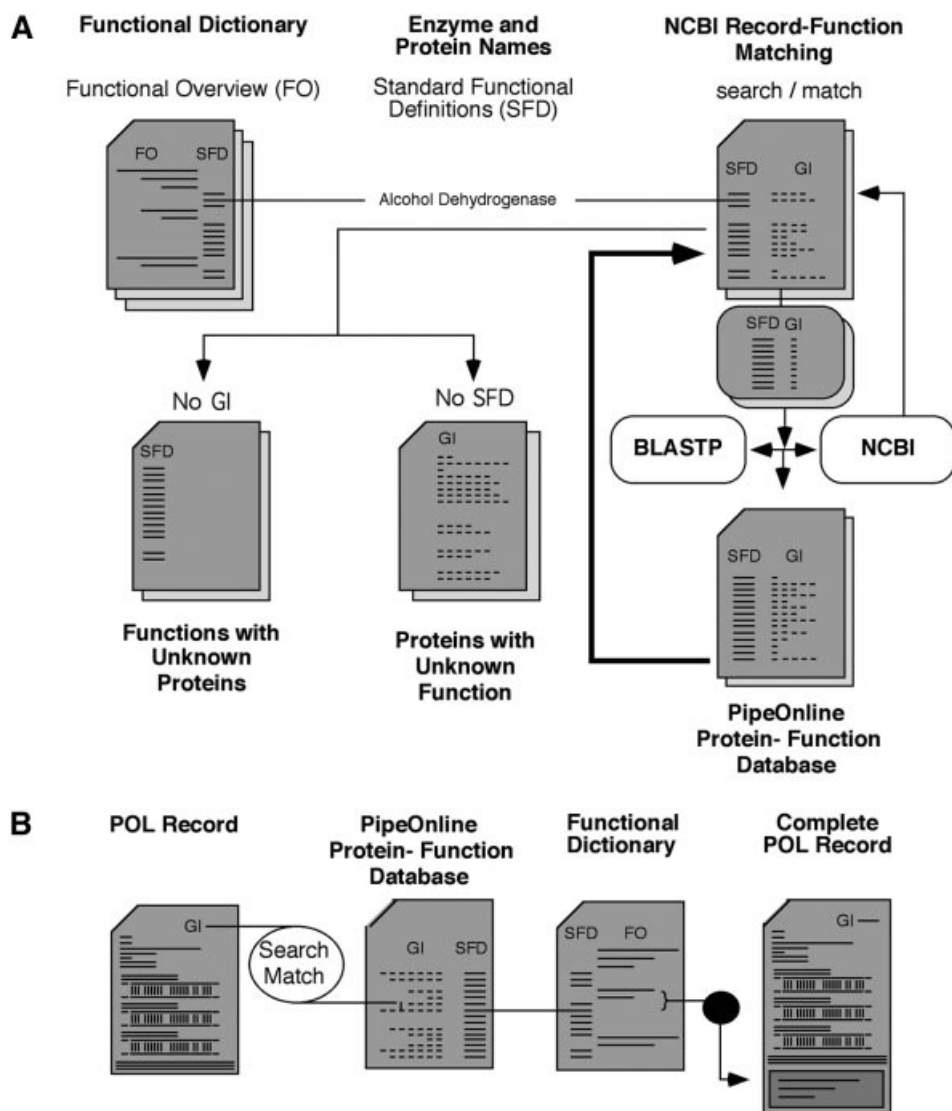 A
Functional Dictionary
Functional Overview (FO)
Enzyme and
Protein Names
Standard Functional
Definitions (SFD)
NCBI Record-Function
Matching
search / match
FO SFD
Alcohol Dehydrogenase
SFD GI
SFD GI
No GI
No SFD
SFD
GI
BLASTP
NCBI
SFD GI
Functions with
Unknown
Proteins
Proteins with
Unknown
Function
PipeOnline
Protein- Function
Database
B
POL Record
PipeOnline
Protein- Function
Database
Functional
Dictionary
Complete
POL Record
GI
Search
Match
GI SFD
SFD FO
GI